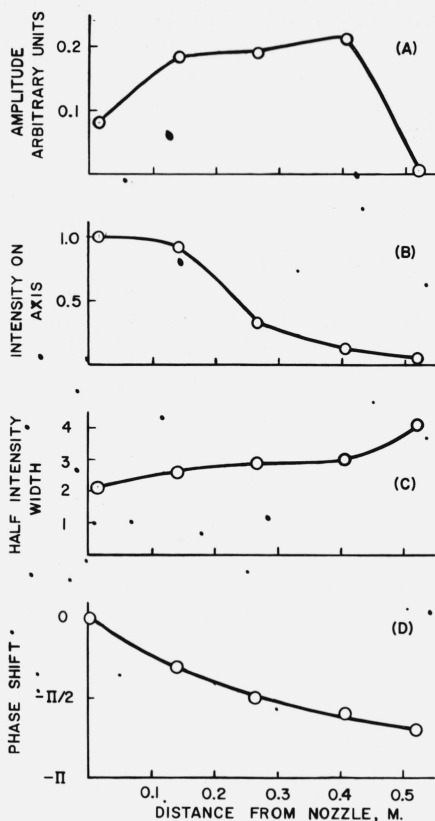 AMPLITUDE
ARBITRARY UNITS
0.2
0.1
(A)
INTENSITY ON
AXIS
1.0
0.5
(B)
HALF INTENSITY
WIDTH
4
3
2
1
(C)
PHASE SHIFT
0
-II/2
-II
(D)
0.1 0.2 0.3 0.4 0.5
DISTANCE FROM NOZZLE, M.